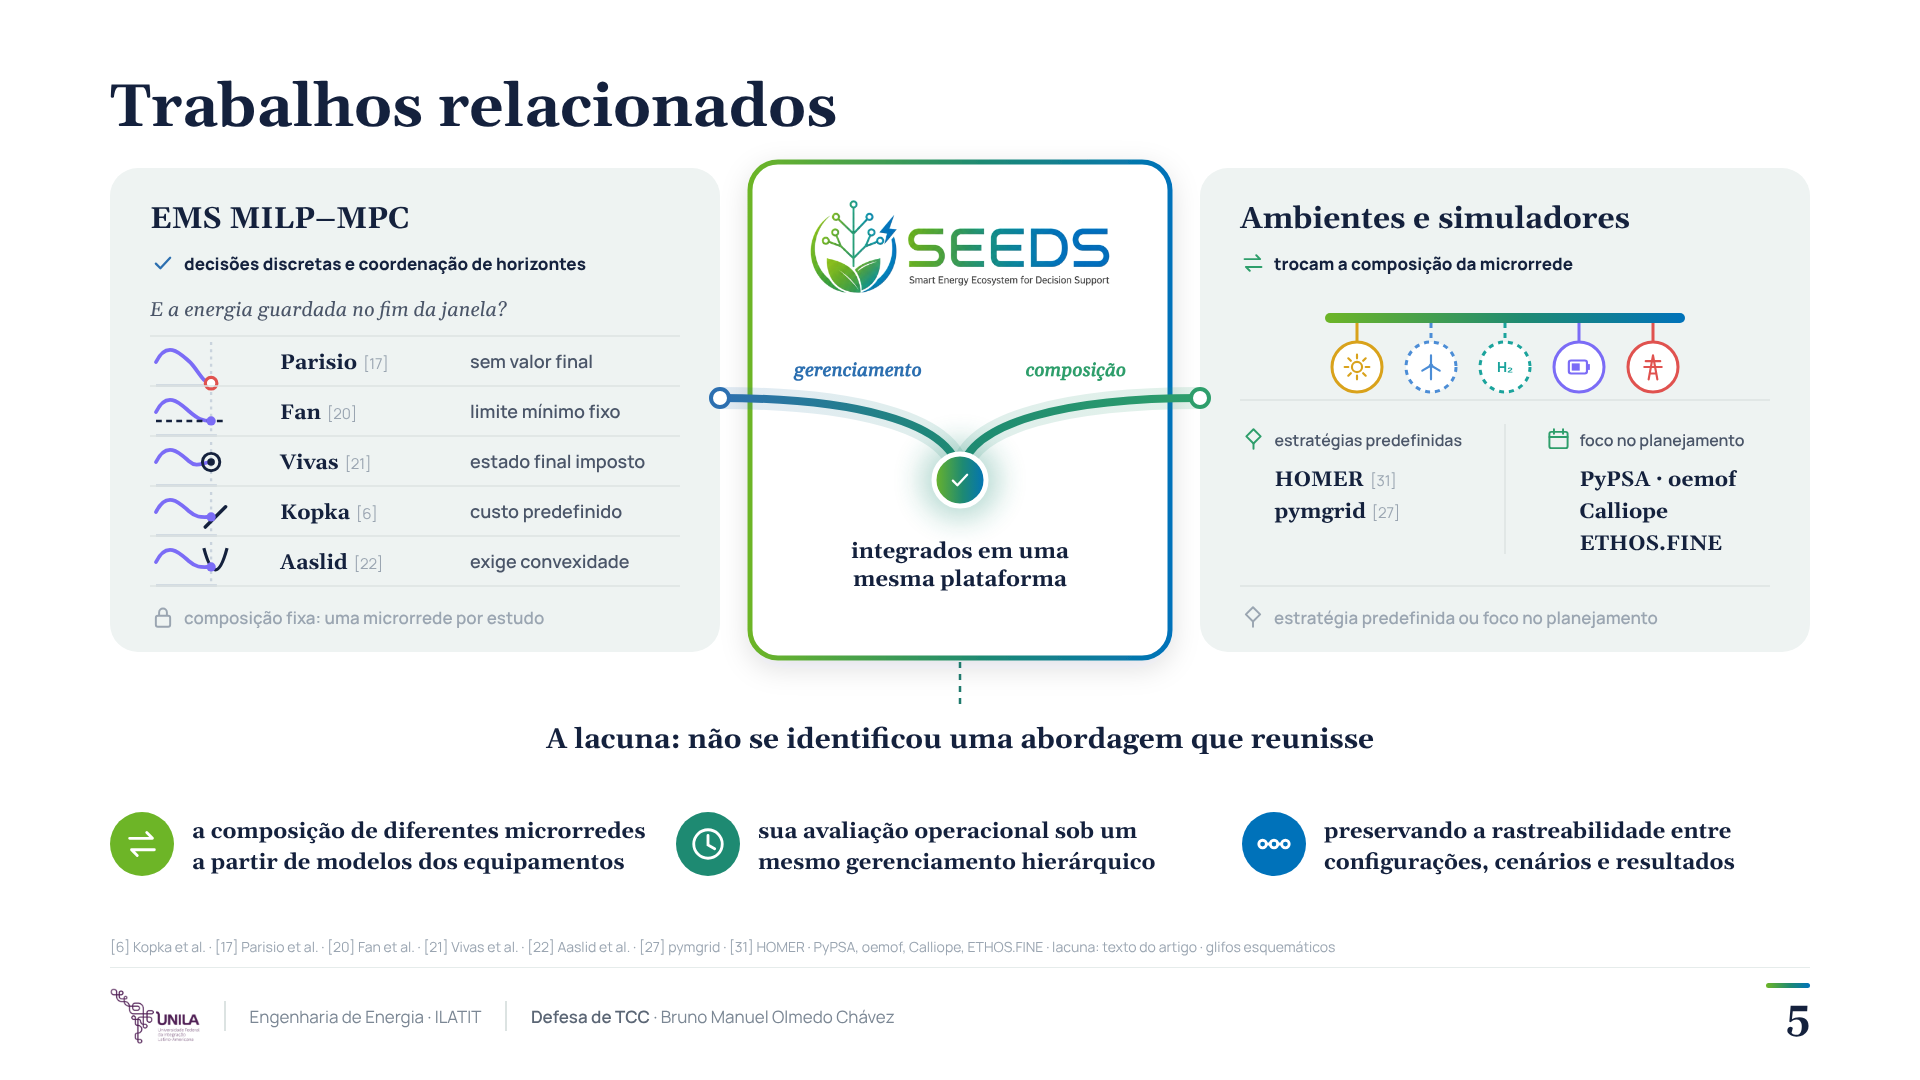 Trabalhos relacionados
EMS MILP–MPC
decisões discretas e coordenação de horizontes
E a energia guardada no fim da janela?
Parisio [17] sem valor final
Fan [20] limite mínimo fixo
Vivas [21] estado final imposto
Kopka [6] custo predefinido
Aaslid [22] exige convexidade
composição fixa: uma microrrede por estudo
SEEDS
Smart Energy Ecosystem for Decision Support
gerenciamento composição
integrados em uma
mesma plataforma
Ambientes e simuladores
trocam a composição da microrrede
H₂
estratégias predefinidas
HOMER [31]
pymgrid [27]
foco no planejamento
PyPSA · oemof
Calliope
ETHOS.FINE
estratégia predefinida ou foco no planejamento
A lacuna: não se identificou uma abordagem que reunisse
a composição de diferentes microrredes
a partir de modelos dos equipamentos
sua avaliação operacional sob um
mesmo gerenciamento hierárquico
preservando a rastreabilidade entre
configurações, cenários e resultados
[6] Kopka et al. · [17] Parisio et al. · [20] Fan et al. · [21] Vivas et al. · [22] Aaslid et al. · [27] pymgrid · [31] HOMER · PyPSA, oemof, Calliope, ETHOS.FINE · lacuna: texto do artigo · glifos esquemáticos
UNILA
Universidade Federal
da Integração
Latino-Americana
Engenharia de Energia · ILATIT
Defesa de TCC · Bruno Manuel Olmedo Chávez
5